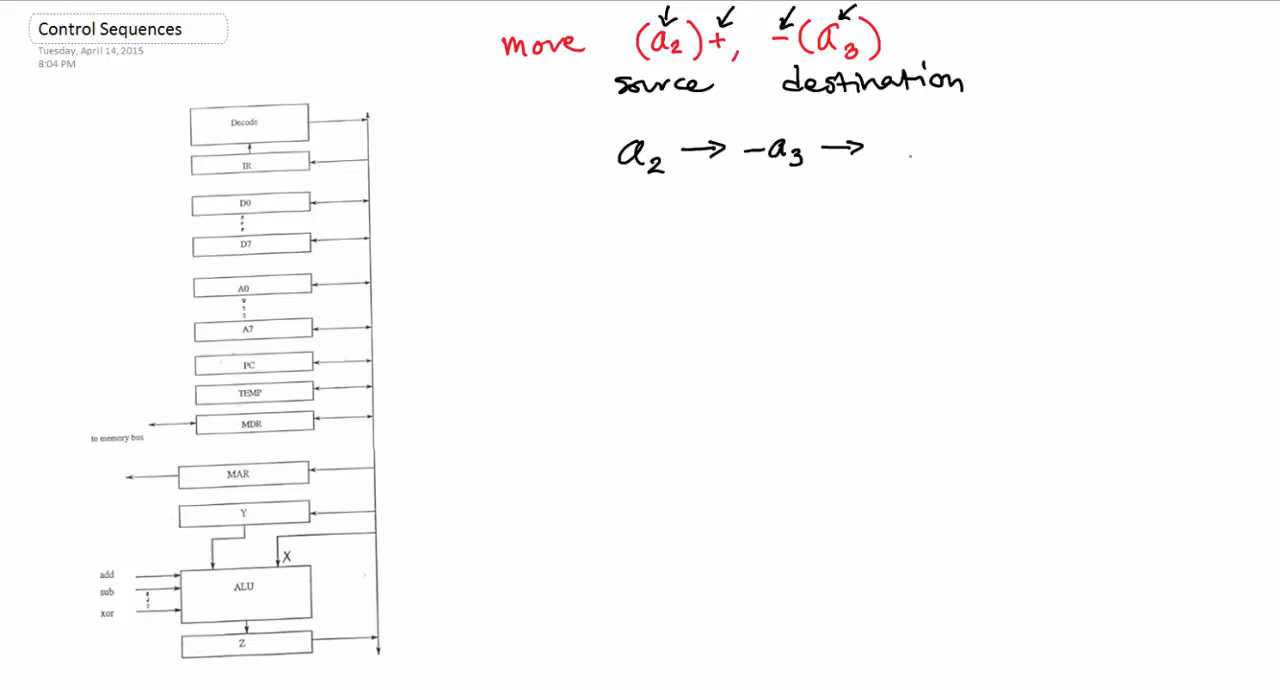 Control Sequences
Tuesday, April 14, 2015
8:04 PM
move (a2)+, -(a3)
source destination
a2 → -a3 →
Decode
IR
D0
D7
A0
A7
PC
TEMP
MDR
to memory bus
MAR
Y
X
add
sub
xor
ALU
Z